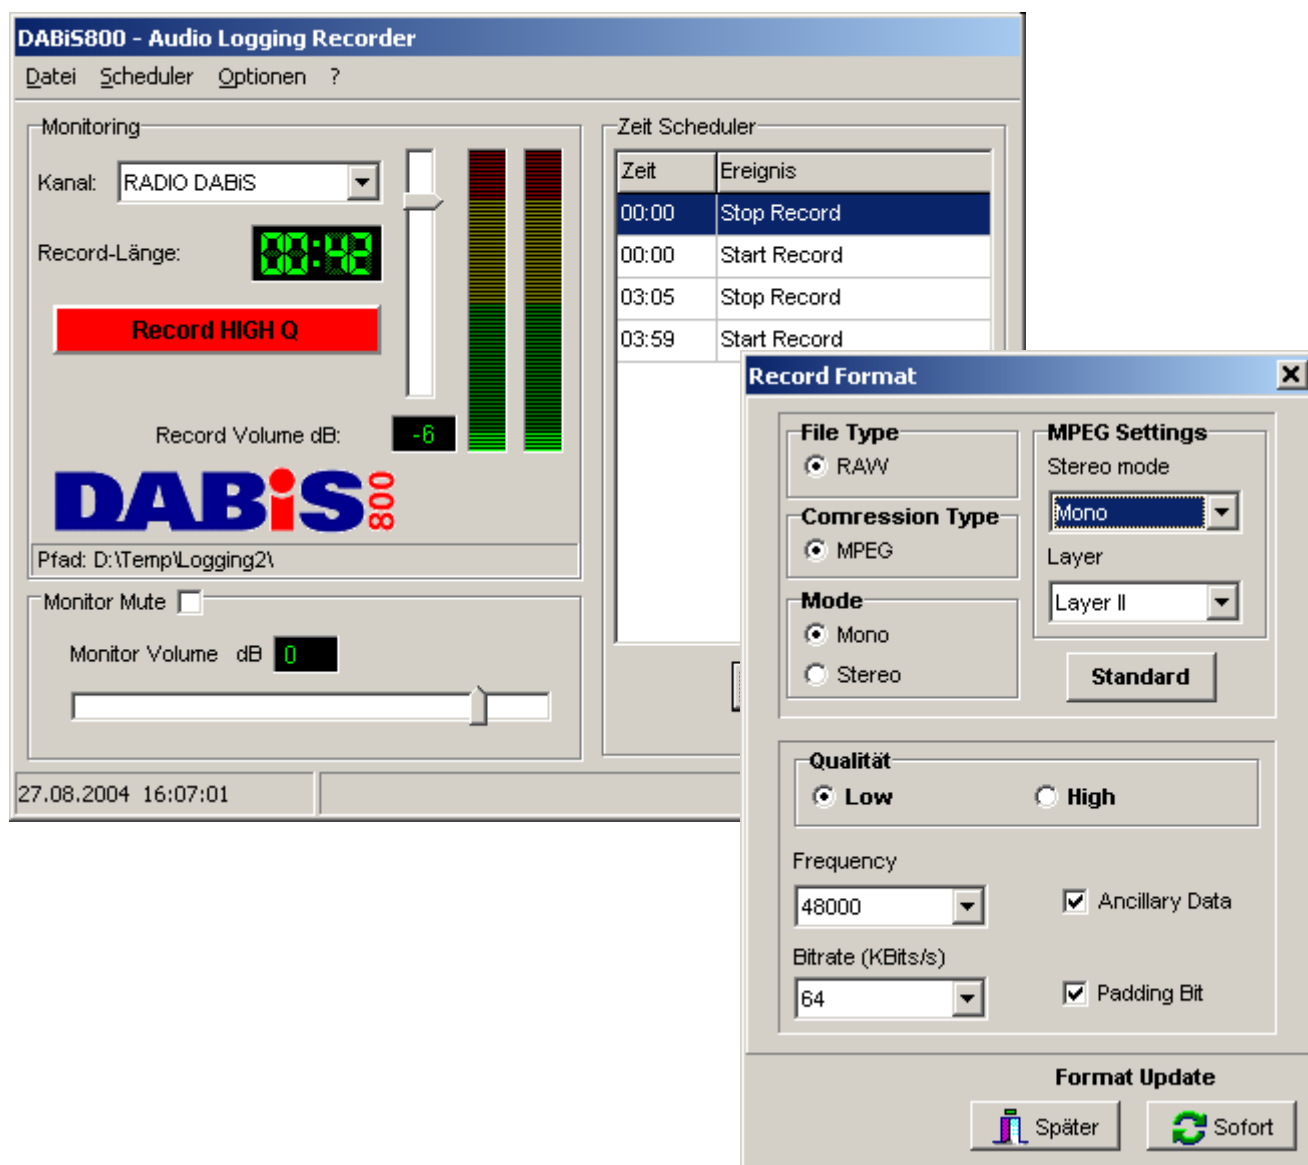 DABiS800 - Audio Logging Recorder
Datei Scheduler Optionen ?
Monitoring
Kanal: RADIO DABiS
Record-Länge: 00:42
Record HIGH Q
Record Volume dB: -6
DABiS 800
Pfad: D:\Temp\Logging2\
Monitor Mute
Monitor Volume dB 0
27.08.2004 16:07:01
Zeit Scheduler
Zeit Ereignis
00:00 Stop Record
00:00 Start Record
03:05 Stop Record
03:59 Start Record
Record Format
File Type
RAW
Comression Type
MPEG
Mode
Mono
Stereo
MPEG Settings
Stereo mode
Mono
Layer
Layer II
Standard
Qualität
Low High
Frequency
48000 Ancillary Data
Bitrate (KBits/s)
64 Padding Bit
Format Update
Später Sofort